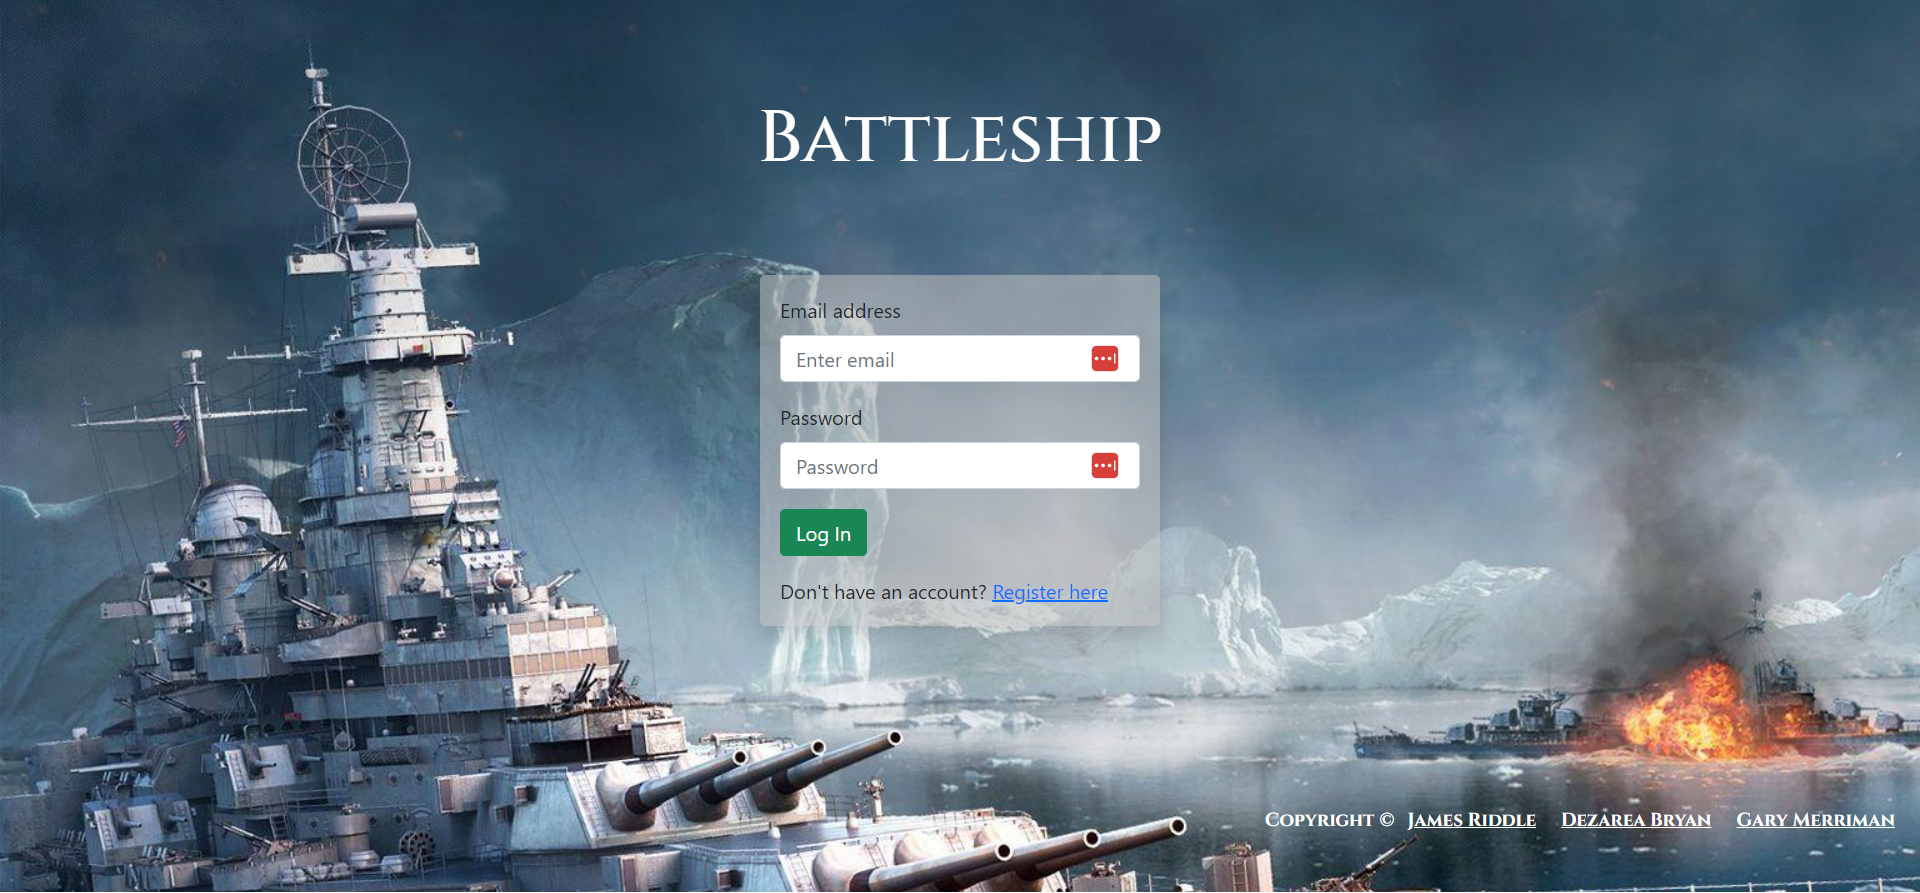 Battleship
Email address
Enter email
Password
Password
Log In
Don't have an account? Register here
Copyright © James Riddle Dezarea Bryan Gary Merriman